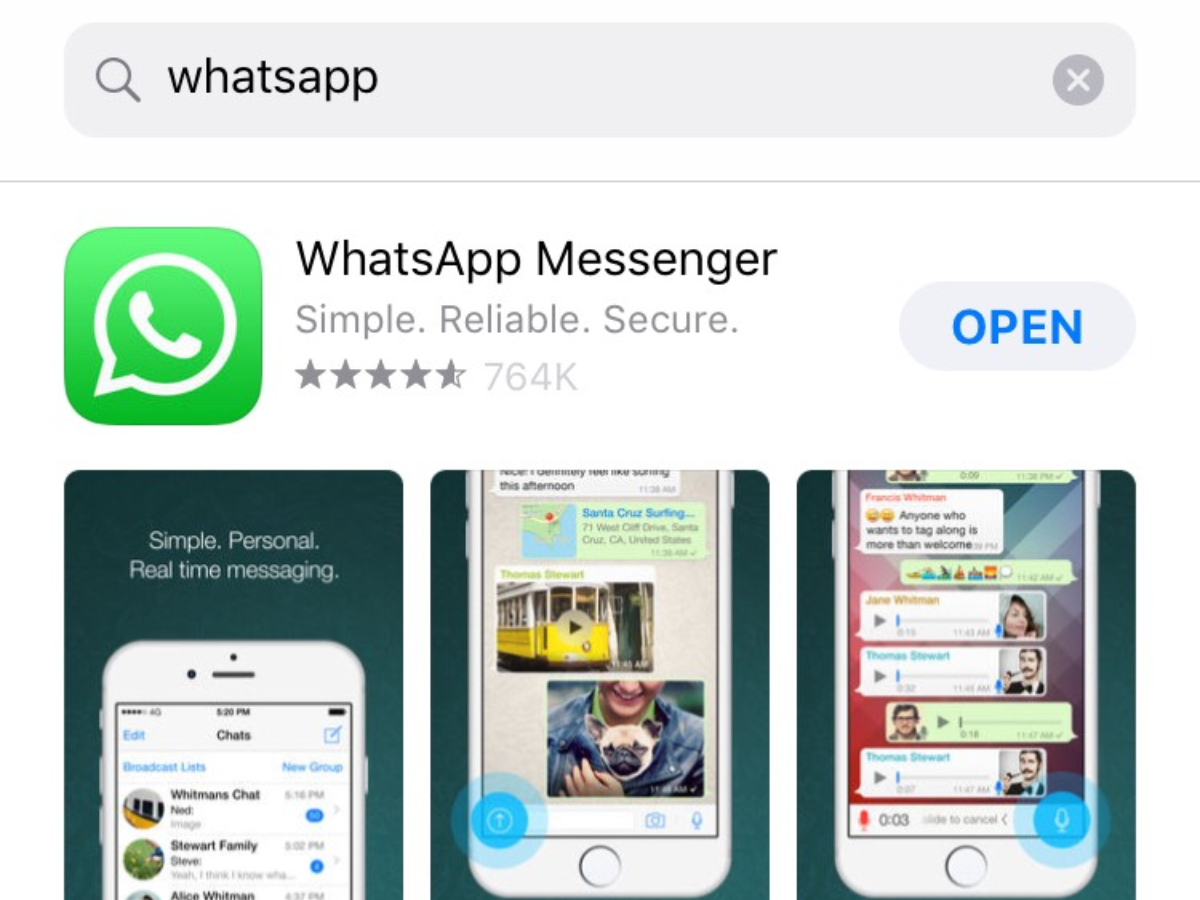 whatsapp
WhatsApp Messenger
Simple. Reliable. Secure.
764K
OPEN
Simple. Personal.
Real time messaging.
4G
5:20 PM
Edit
Chats
Broadcast Lists
New Group
Whitmans Chat
5:16 PM
Ned:
Image
Stewart Family
5:02 PM
Steve:
4
Yeah, I think I know wha...
Alice Whitman
4:37 PM
Nice! I definitely feel like surfing
this afternoon
11:38 AM
Santa Cruz Surfing...
71 West Cliff Drive, Santa
Cruz, CA, United States
11:39 AM
Thomas Stewart
11:45 AM
0:09
11:38 PM
Francis Whitman
Anyone who
wants to tag along is
more than welcome
11:42 AM
Jane Whitman
0:15
11:43 AM
Thomas Stewart
0:32
11:45 AM
0:18
11:47 AM
Thomas Stewart
0:07
11:47 AM
0:03
slide to cancel <